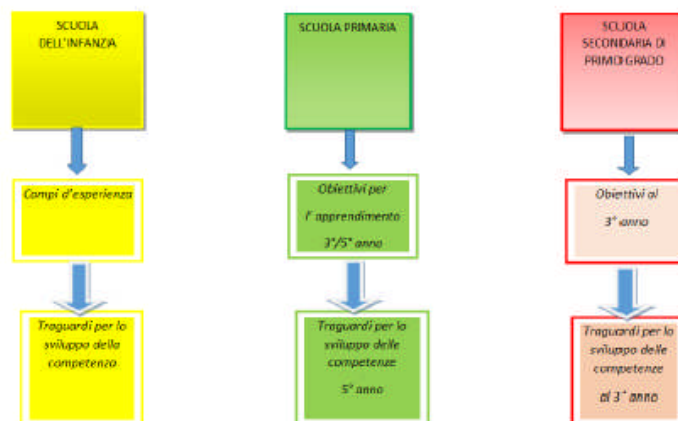 SCUOLA
DELL'INFANZIA
SCUOLA PRIMARIA
SCUOLA
SECONDARIA DI
PRIMO GRADO
Campi d'esperienza
Obiettivi per
l' apprendimento
3°/5° anno
Obiettivi al
3° anno
Traguardi per lo
sviluppo della
competenza
Traguardi per lo
sviluppo delle
competenze
5° anno
Traguardi per lo
sviluppo delle
competenze
al 3° anno